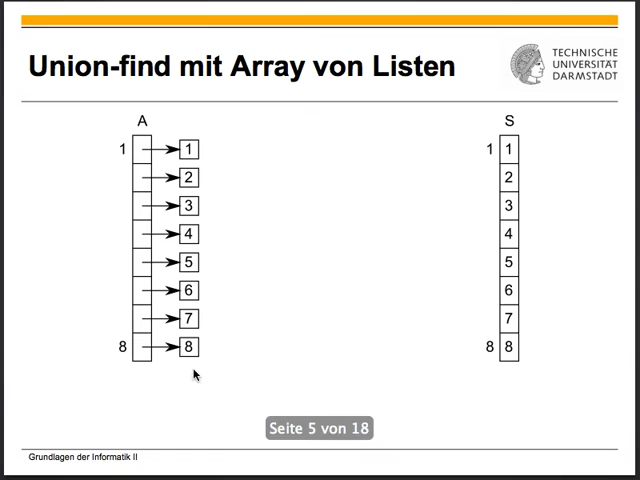 Union-find mit Array von Listen
TECHNISCHE
UNIVERSITÄT
DARMSTADT
A
S
1 1 1 1
2 2
3 3
4 4
5 5
6 6
7 7
8 8 8 8
Seite 5 von 18
Grundlagen der Informatik II